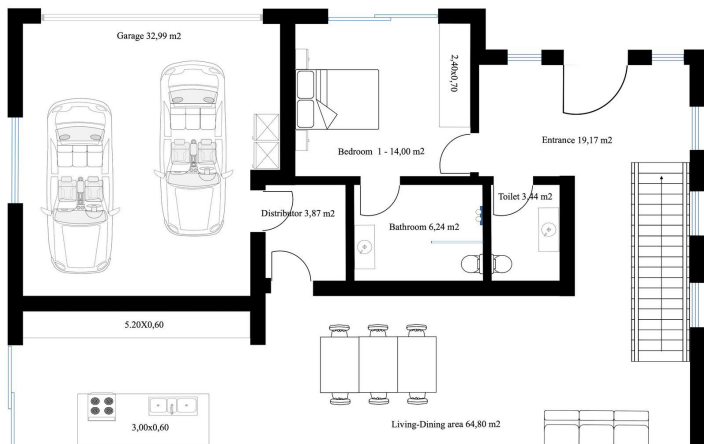 Garage 32,99 m2
2,40x0,70
Bedroom 1 - 14,00 m2
Entrance 19,17 m2
Toilet 3,44 m2
Distributor 3,87 m2
Bathroom 6,24 m2
5.20X0,60
3,00x0,60
Living-Dining area 64,80 m2